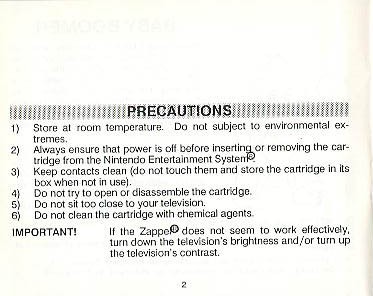 PRECAUTIONS
1) Store at room temperature. Do not subject to environmental ex-
tremes.
2) Always ensure that power is off before inserting or removing the car-
tridge from the Nintendo Entertainment System®
3) Keep contacts clean (do not touch them and store the cartridge in its
box when not in use).
4) Do not try to open or disassemble the cartridge.
5) Do not sit too close to your television.
6) Do not clean the cartridge with chemical agents.
IMPORTANT! If the Zapper® does not seem to work effectively,
turn down the television's brightness and/or turn up
the television's contrast.
2